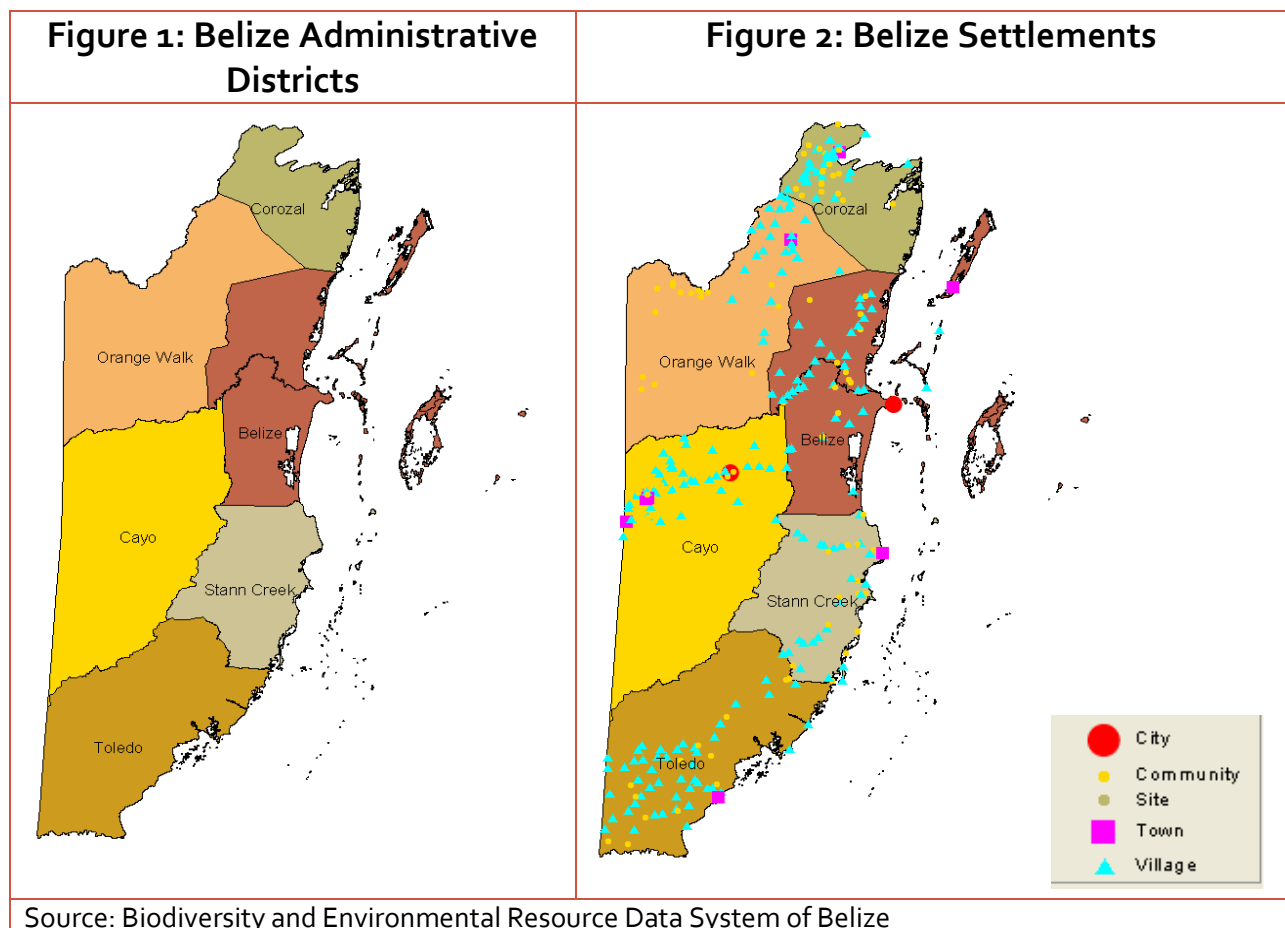 Figure 1: Belize Administrative
Districts
Figure 2: Belize Settlements
Corozal
Orange Walk
Belize
Cayo
Stann Creek
Toledo
Corozal
Orange Walk
Belize
Cayo
Stann Creek
Toledo
City
Community
Site
Town
Village
Source: Biodiversity and Environmental Resource Data System of Belize